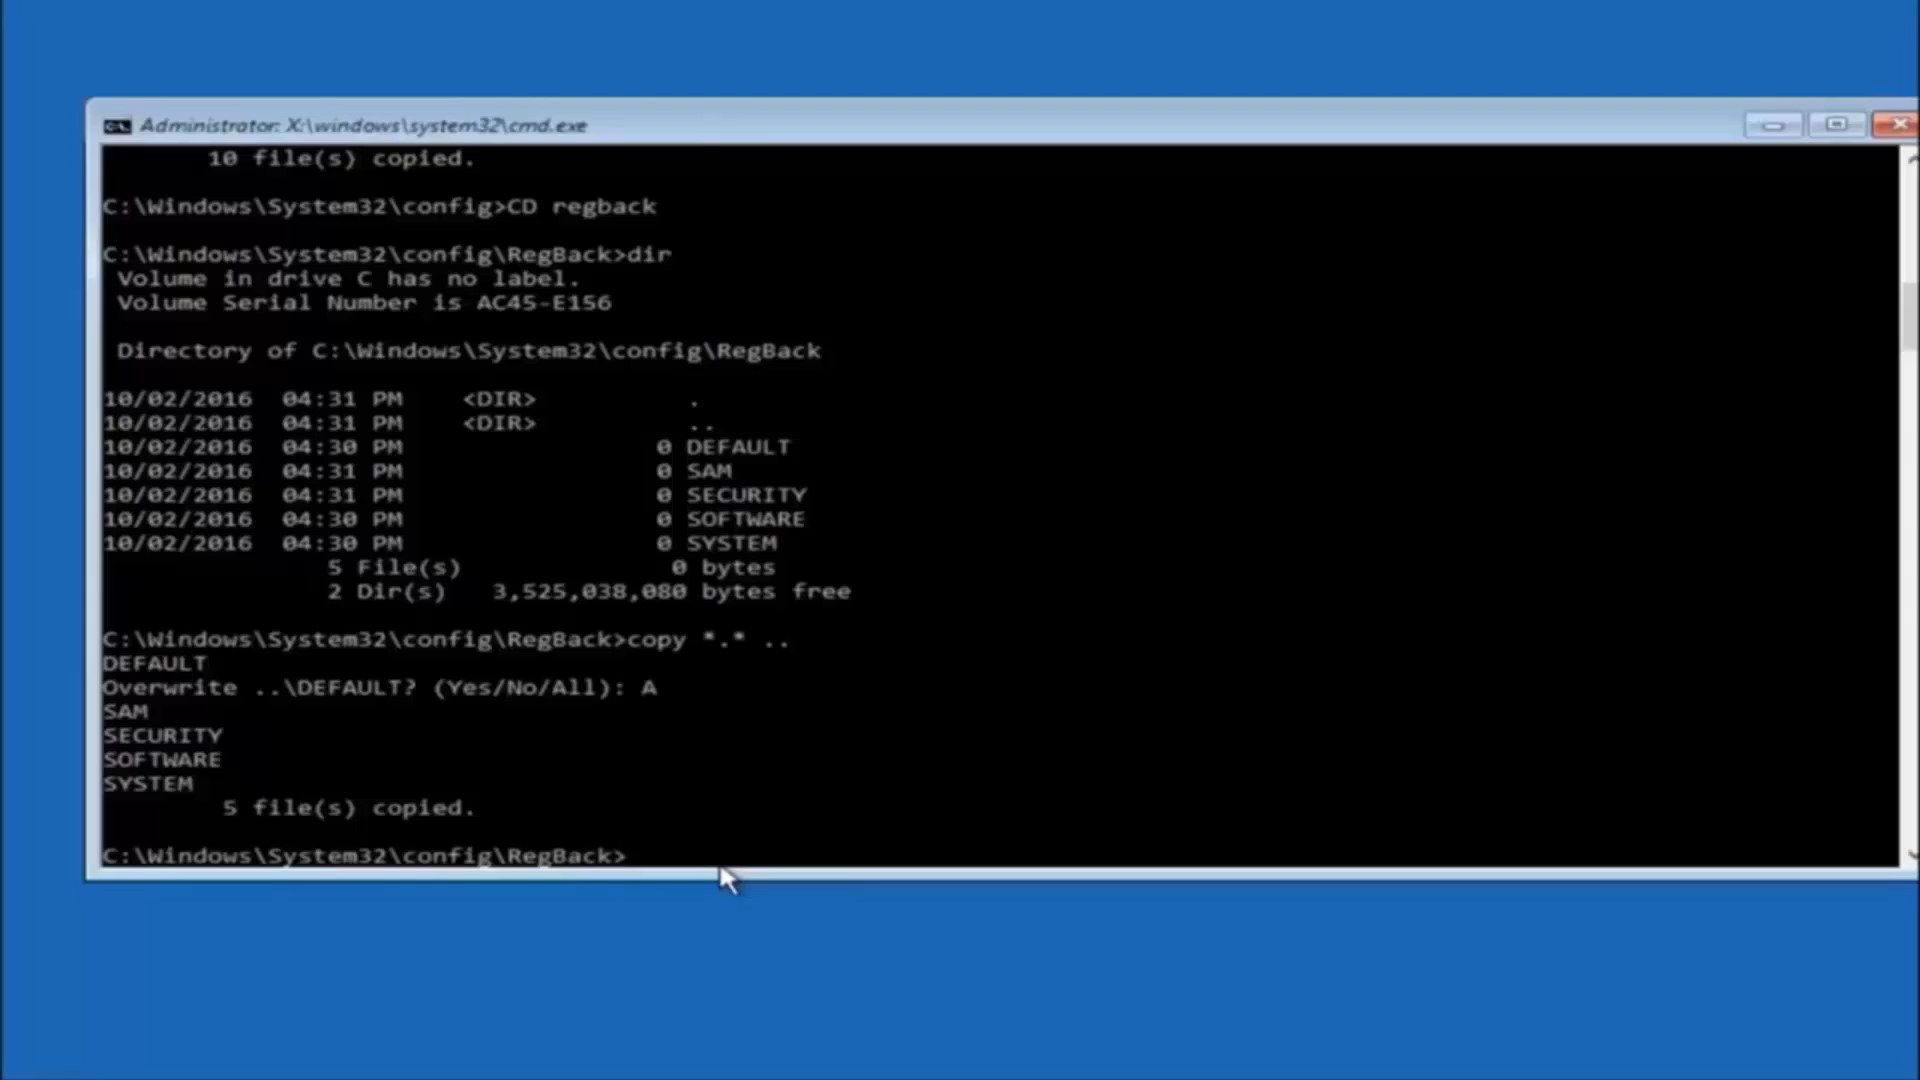 Administrator: X:\windows\system32\cmd.exe
10 file(s) copied.
C:\Windows\System32\config>CD regback
C:\Windows\System32\config\RegBack>dir
Volume in drive C has no label.
Volume Serial Number is AC45-E156
Directory of C:\Windows\System32\config\RegBack
10/02/2016 04:31 PM <DIR> .
10/02/2016 04:31 PM <DIR> ..
10/02/2016 04:30 PM 0 DEFAULT
10/02/2016 04:31 PM 0 SAM
10/02/2016 04:31 PM 0 SECURITY
10/02/2016 04:30 PM 0 SOFTWARE
10/02/2016 04:30 PM 0 SYSTEM
5 File(s) 0 bytes
2 Dir(s) 3,525,038,080 bytes free
C:\Windows\System32\config\RegBack>copy *.* ..
DEFAULT
Overwrite ..\DEFAULT? (Yes/No/All): A
SAM
SECURITY
SOFTWARE
SYSTEM
5 file(s) copied.
C:\Windows\System32\config\RegBack>